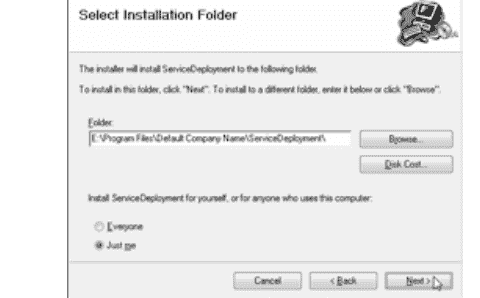 Select Installation Folder
The installer will install ServiceDeployment to the following folder.
To install in this folder, click "Next". To install to a different folder, enter it below or click "Browse".
Folder:
E:\Program Files\Default Company Name\ServiceDeployment\
Browse...
Disk Cost...
Install ServiceDeployment for yourself, or for anyone who uses this computer:
Everyone
Just me
Cancel
< Back
Next >